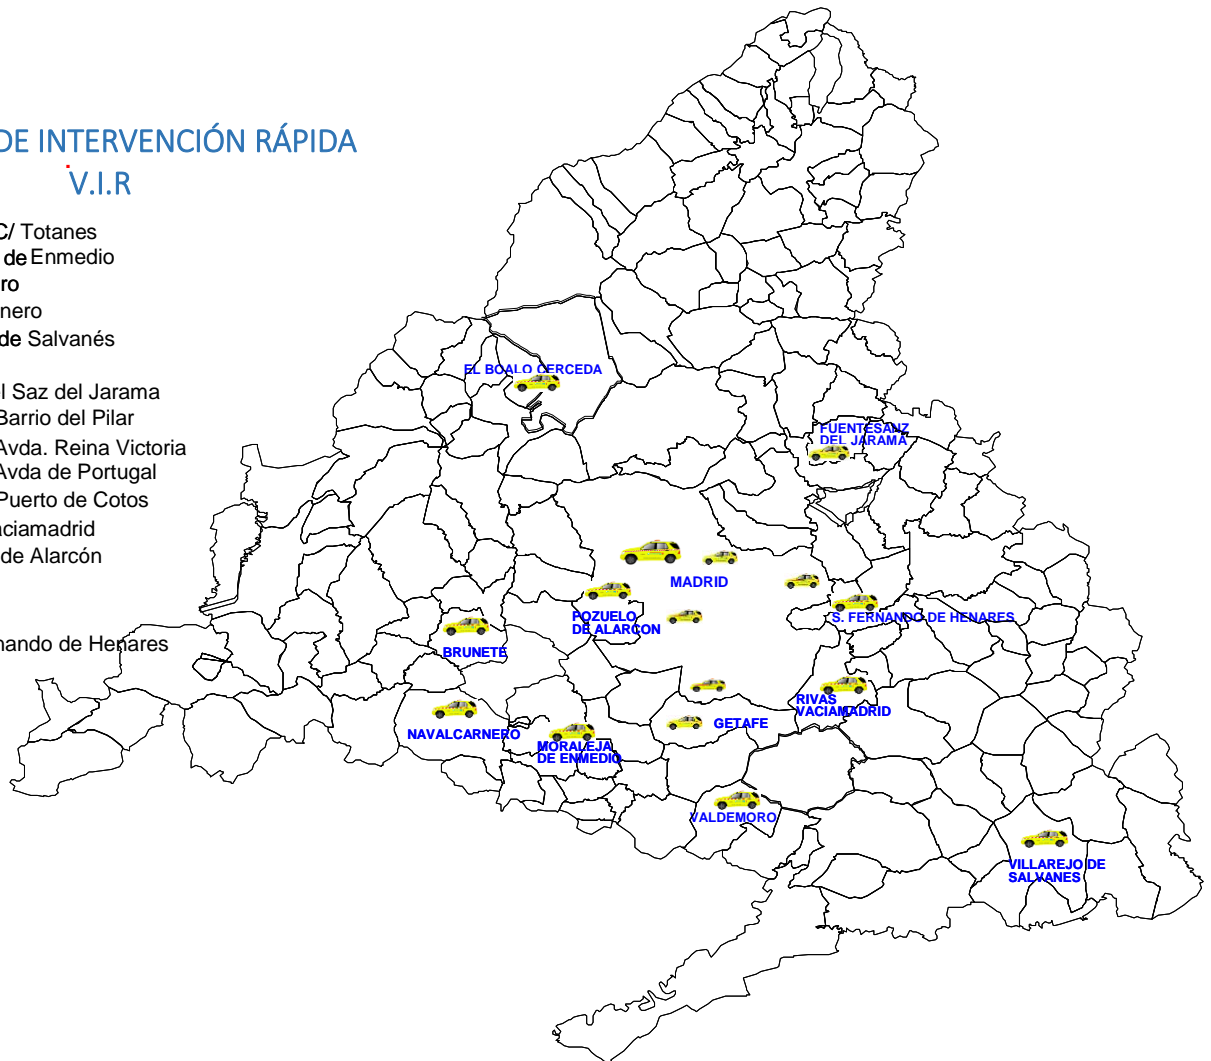 DE INTERVENCIÓN RÁPIDA
V.I.R
C/ Totanes
de Enmedio
ro
nero
de Salvanés
l Saz del Jarama
Barrio del Pilar
Avda. Reina Victoria
Avda de Portugal
Puerto de Cotos
aciamadrid
de Alarcón
nando de Henares
EL BOALO CERCEDA
FUENTESANZ
DEL JARAMA
MADRID
POZUELO
DE ALARCON
S. FERNANDO DE HENARES
BRUNETE
RIVAS
VACIAMADRID
NAVALCARNERO
GETAFE
MORALEJA
DE ENMEDIO
VALDEMORO
VILLAREJO DE
SALVANES